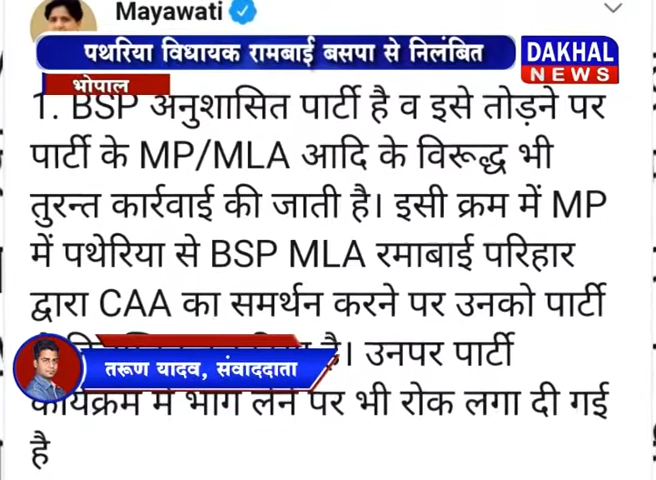 Mayawati
पथरिया विधायक रामबाई बसपा से निलंबित
DAKHAL
NEWS
भोपाल
1. BSP अनुशासित पार्टी है व इसे तोड़ने पर
पार्टी के MP/MLA आदि के विरूद्ध भी
तुरन्त कार्रवाई की जाती है। इसी क्रम में MP
में पथेरिया से BSP MLA रमाबाई परिहार
द्वारा CAA का समर्थन करने पर उनको पार्टी
है। उनपर पार्टी
तरूण यादव, संवाददाता
कार्यक्रम में भाग लेने पर भी रोक लगा दी गई
है